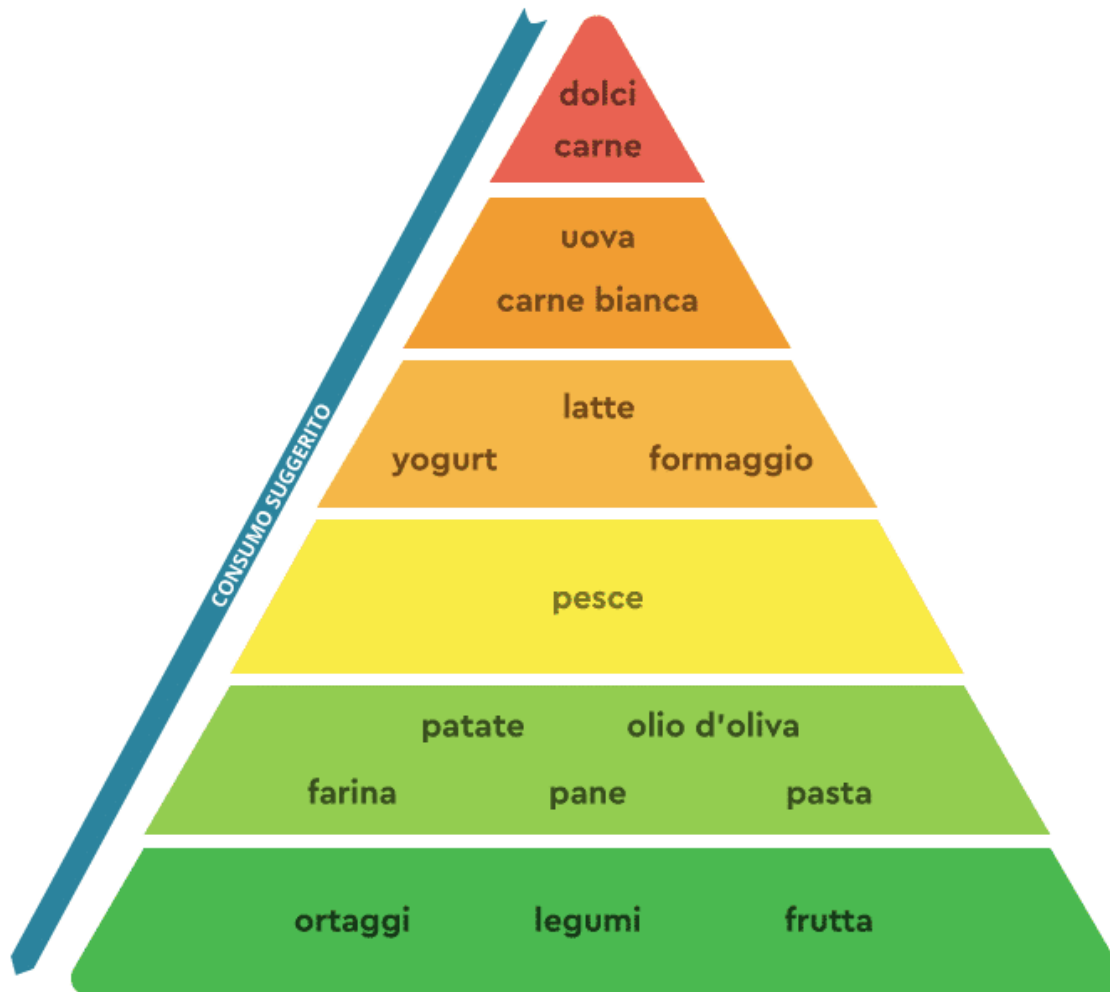 dolci
carne
uova
carne bianca
latte
yogurt formaggio
CONSUMO SUGGERITO
pesce
patate olio d'oliva
farina pane pasta
ortaggi legumi frutta